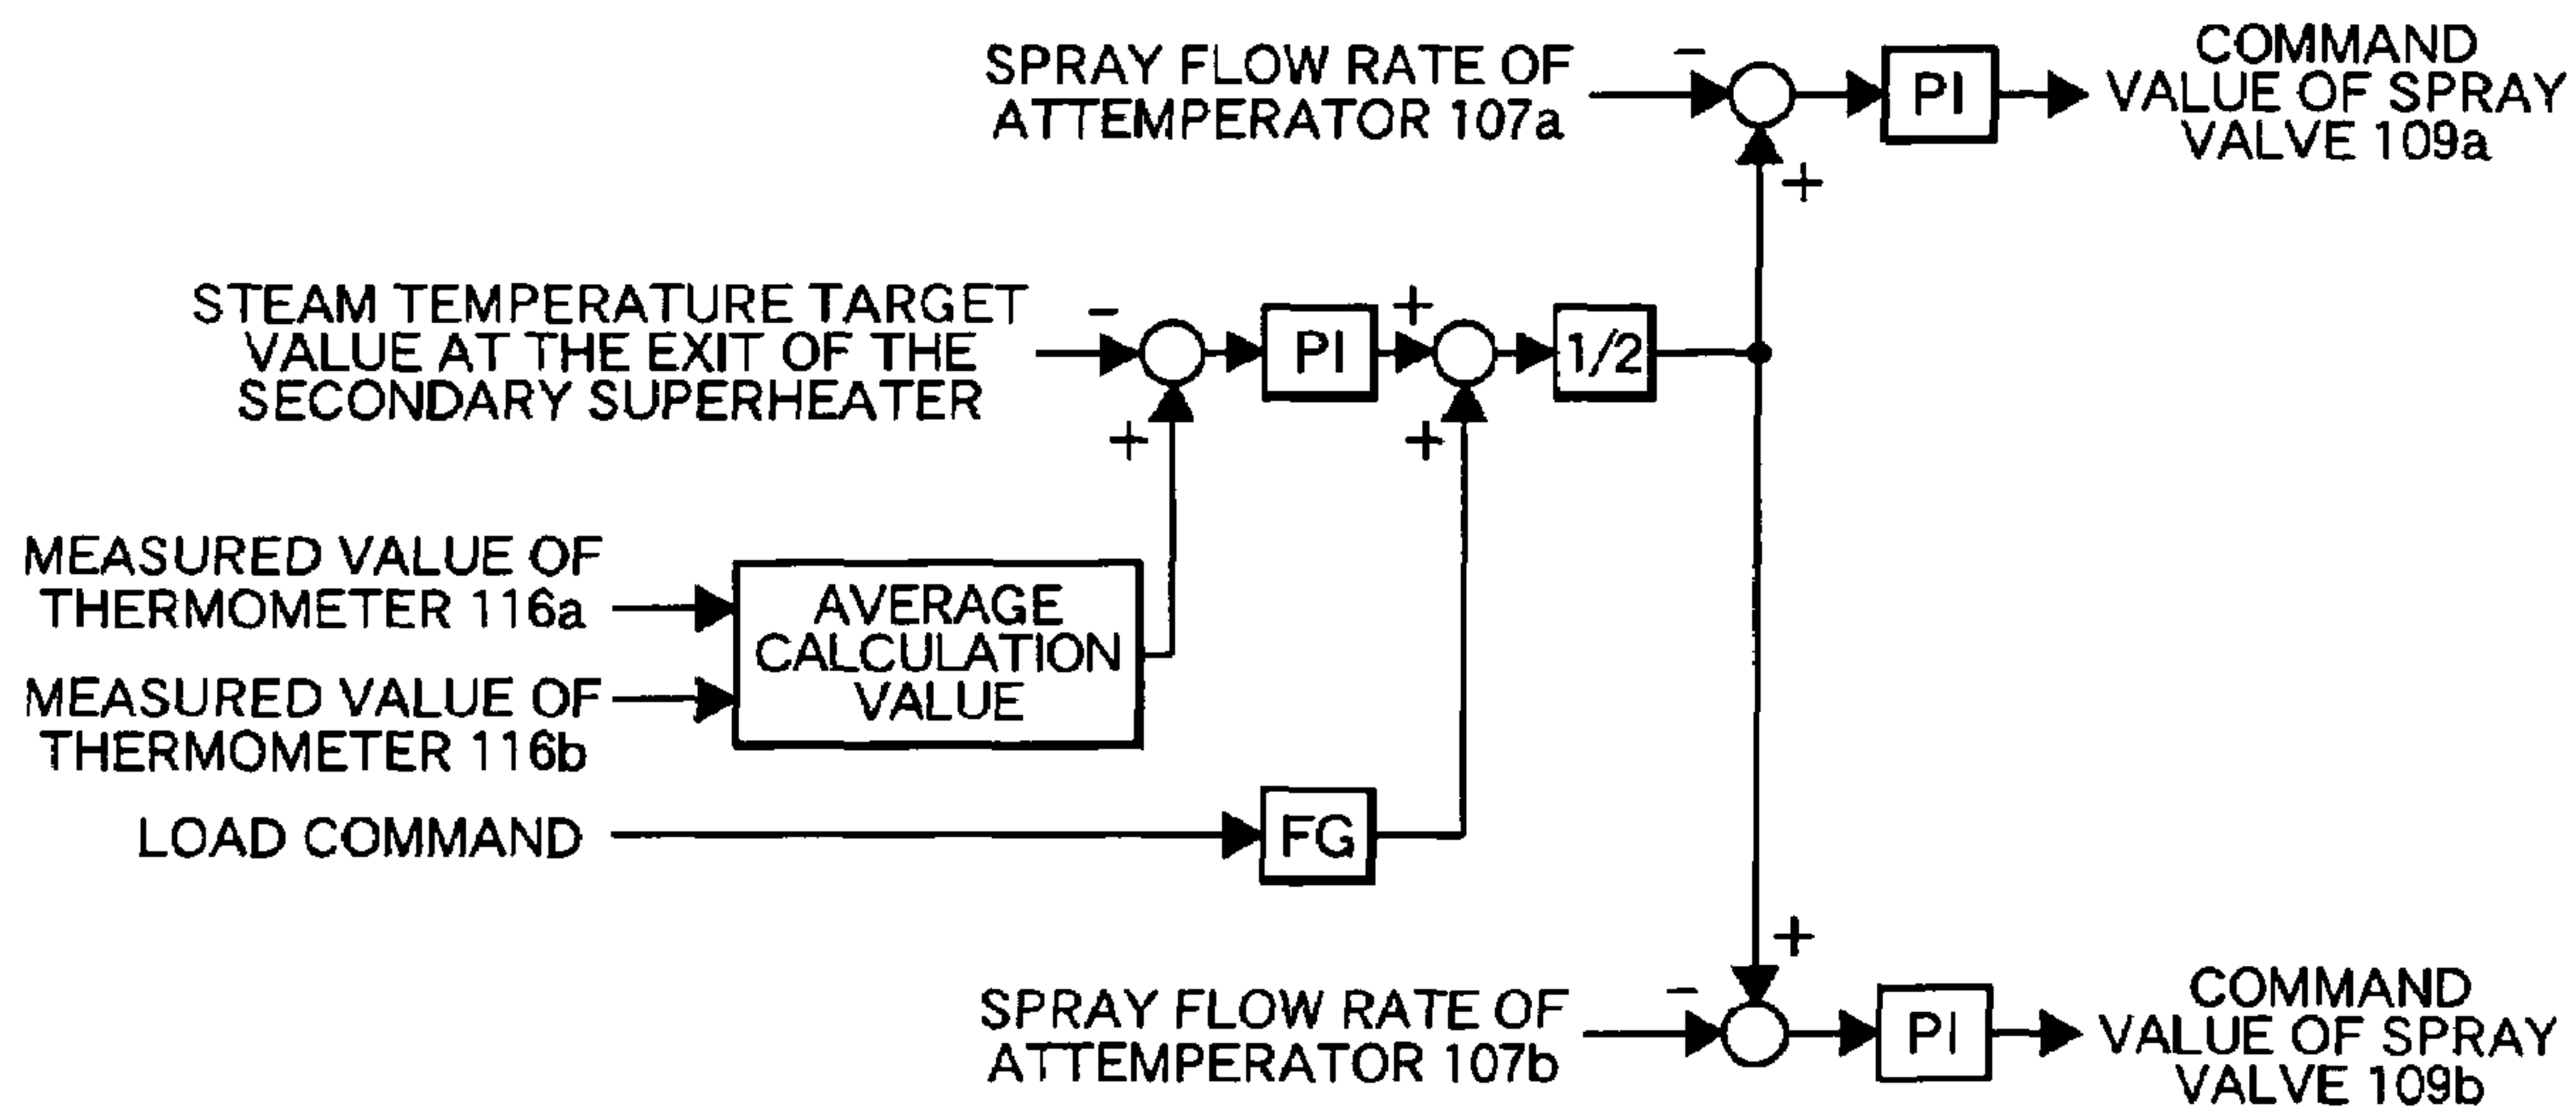 SPRAY FLOW RATE OF
ATTEMPERATOR 107a
-
+
PI
COMMAND
VALUE OF SPRAY
VALVE 109a
STEAM TEMPERATURE TARGET
VALUE AT THE EXIT OF THE
SECONDARY SUPERHEATER
-
+
PI
+
+
1/2
MEASURED VALUE OF
THERMOMETER 116a
MEASURED VALUE OF
THERMOMETER 116b
AVERAGE
CALCULATION
VALUE
LOAD COMMAND
FG
SPRAY FLOW RATE OF
ATTEMPERATOR 107b
-
+
PI
COMMAND
VALUE OF SPRAY
VALVE 109b